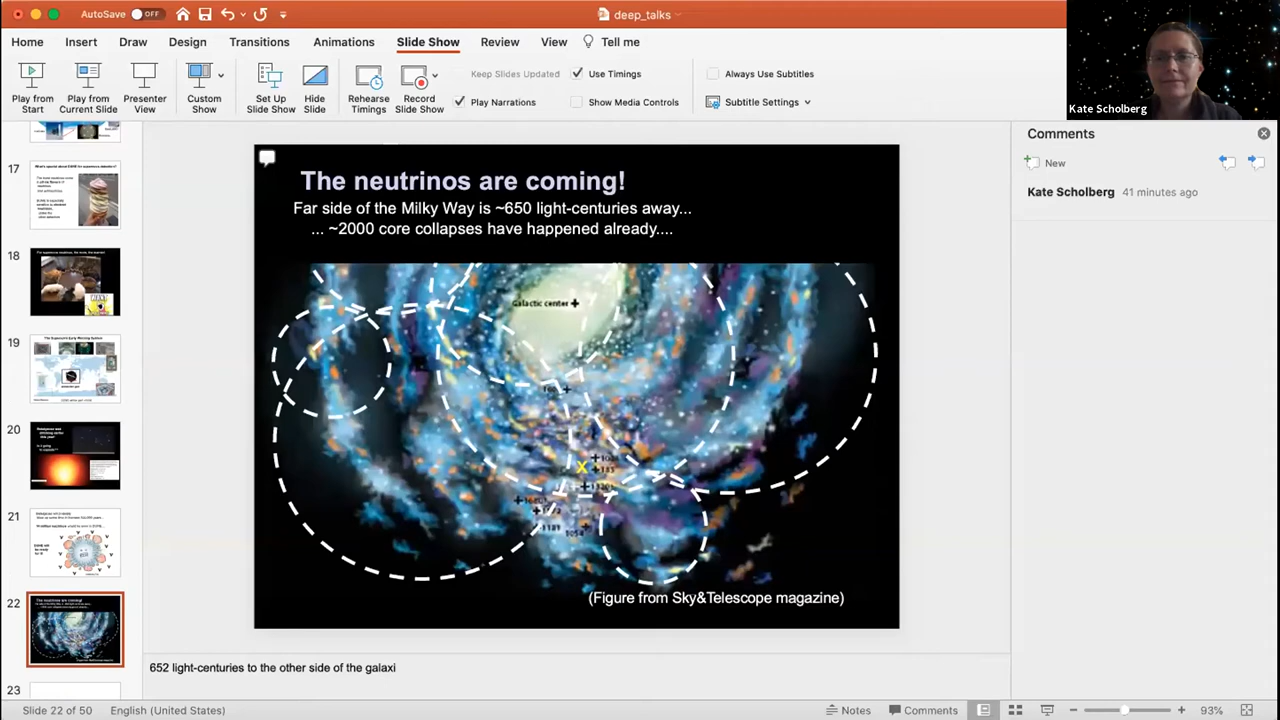 AutoSave OFF
deep_talks
Home Insert Draw Design Transitions Animations Slide Show Review View Tell me
Play from Start
Play from Current Slide
Presenter View
Custom Show
Set Up Slide Show
Hide Slide
Rehearse Timings
Record Slide Show
Keep Slides Updated
Use Timings
Play Narrations
Show Media Controls
Always Use Subtitles
Subtitle Settings
Kate Scholberg
Comments
New
Kate Scholberg 41 minutes ago
17
18
19
20
21
22
23
The neutrinos are coming!
Far side of the Milky Way is ~650 light-centuries away...
... ~2000 core collapses have happened already....
Galactic center
X
1181
1054
(Figure from Sky&Telescope magazine)
652 light-centuries to the other side of the galaxi
Slide 22 of 50 English (United States) Notes Comments 93%